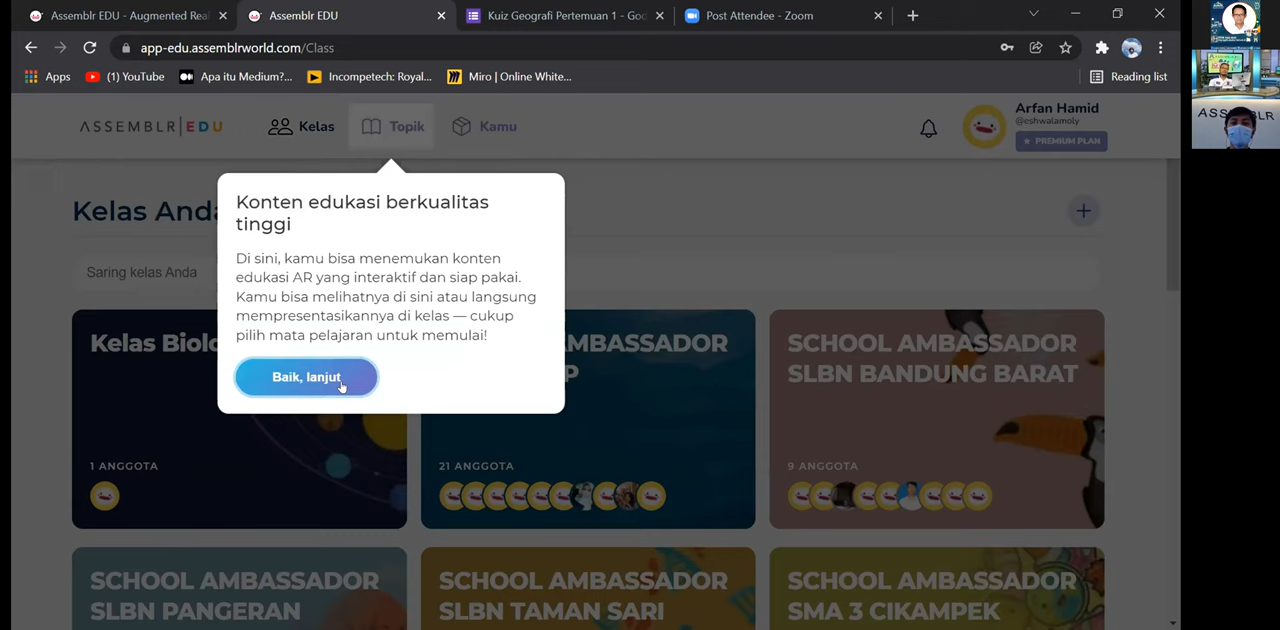 Assemblr EDU - Augmented Real
Assemblr EDU
Kuiz Geografi Pertemuan 1 - Goo
Post Attendee - Zoom
app-edu.assemblrworld.com/Class
Apps
(1) YouTube
Apa itu Medium?...
Incompetech: Royal...
Miro | Online White...
Reading list
ASSEMBLR EDU
Kelas
Topik
Kamu
Arfan Hamid
@eshwalamoly
PREMIUM PLAN
Kelas Anda
Konten edukasi berkualitas
tinggi
Di sini, kamu bisa menemukan konten
edukasi AR yang interaktif dan siap pakai.
Kamu bisa melihatnya di sini atau langsung
mempresentasikannya di kelas — cukup
pilih mata pelajaran untuk memulai!
Baik, lanjut
Saring kelas Anda
Kelas Biolo
1 ANGGOTA
MBASSADOR
P
21 ANGGOTA
SCHOOL AMBASSADOR
SLBN BANDUNG BARAT
9 ANGGOTA
SCHOOL AMBASSADOR
SLBN PANGERAN
SCHOOL AMBASSADOR
SLBN TAMAN SARI
SCHOOL AMBASSADOR
SMA 3 CIKAMPEK